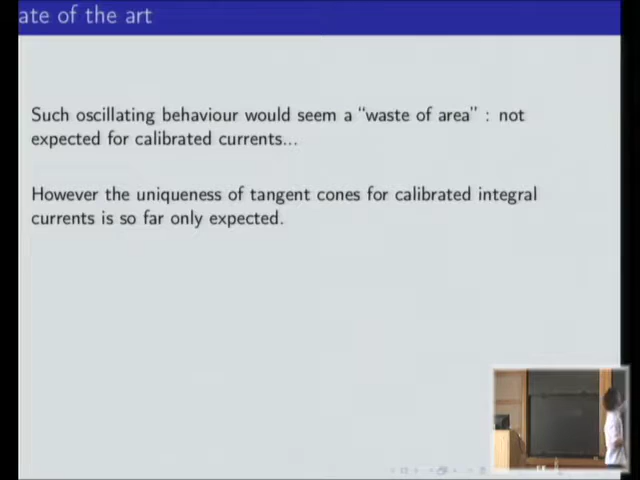 ate of the art
Such oscillating behaviour would seem a “waste of area” : not
expected for calibrated currents...
However the uniqueness of tangent cones for calibrated integral
currents is so far only expected.